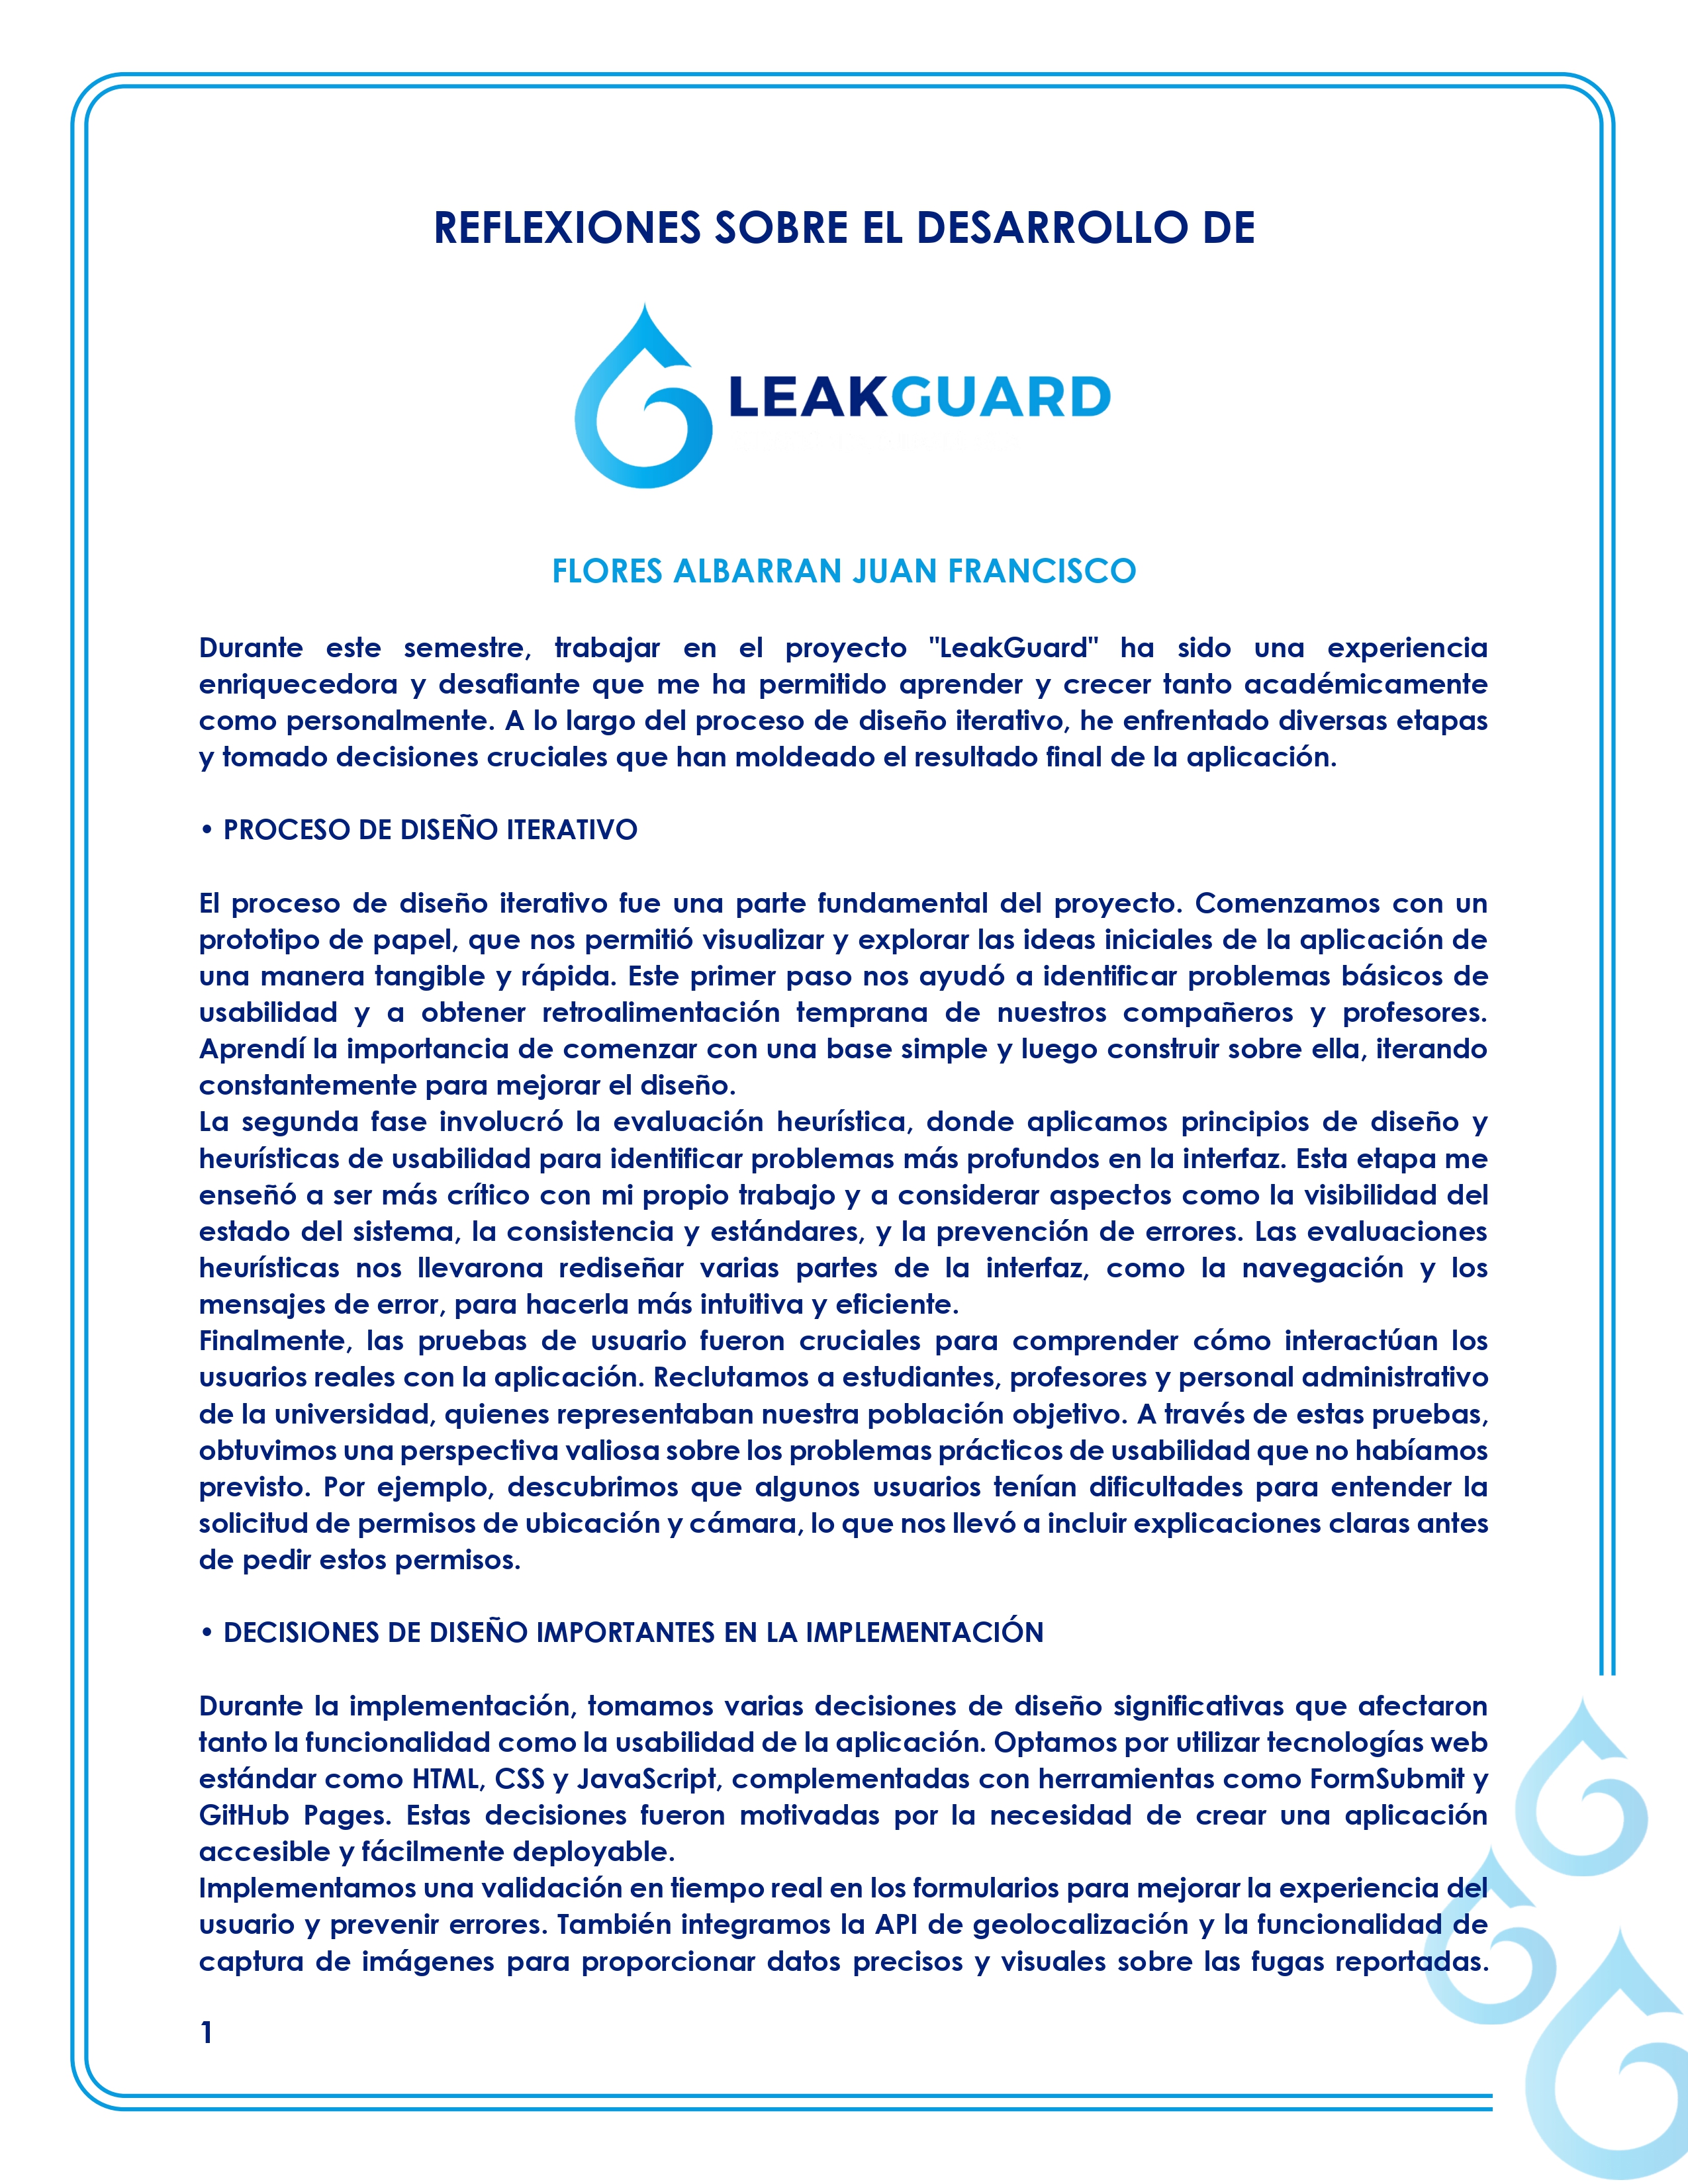 REFLEXIONES SOBRE EL DESARROLLO DE
LEAKGUARD
FLORES ALBARRAN JUAN FRANCISCO
Durante este semestre, trabajar en el proyecto "LeakGuard" ha sido una experiencia
enriquecedora y desafiante que me ha permitido aprender y crecer tanto académicamente
como personalmente. A lo largo del proceso de diseño iterativo, he enfrentado diversas etapas
y tomado decisiones cruciales que han moldeado el resultado final de la aplicación.
• PROCESO DE DISEÑO ITERATIVO
El proceso de diseño iterativo fue una parte fundamental del proyecto. Comenzamos con un
prototipo de papel, que nos permitió visualizar y explorar las ideas iniciales de la aplicación de
una manera tangible y rápida. Este primer paso nos ayudó a identificar problemas básicos de
usabilidad y a obtener retroalimentación temprana de nuestros compañeros y profesores.
Aprendí la importancia de comenzar con una base simple y luego construir sobre ella, iterando
constantemente para mejorar el diseño.
La segunda fase involucró la evaluación heurística, donde aplicamos principios de diseño y
heurísticas de usabilidad para identificar problemas más profundos en la interfaz. Esta etapa me
enseñó a ser más crítico con mi propio trabajo y a considerar aspectos como la visibilidad del
estado del sistema, la consistencia y estándares, y la prevención de errores. Las evaluaciones
heurísticas nos llevarona rediseñar varias partes de la interfaz, como la navegación y los
mensajes de error, para hacerla más intuitiva y eficiente.
Finalmente, las pruebas de usuario fueron cruciales para comprender cómo interactúan los
usuarios reales con la aplicación. Reclutamos a estudiantes, profesores y personal administrativo
de la universidad, quienes representaban nuestra población objetivo. A través de estas pruebas,
obtuvimos una perspectiva valiosa sobre los problemas prácticos de usabilidad que no habíamos
previsto. Por ejemplo, descubrimos que algunos usuarios tenían dificultades para entender la
solicitud de permisos de ubicación y cámara, lo que nos llevó a incluir explicaciones claras antes
de pedir estos permisos.
• DECISIONES DE DISEÑO IMPORTANTES EN LA IMPLEMENTACIÓN
Durante la implementación, tomamos varias decisiones de diseño significativas que afectaron
tanto la funcionalidad como la usabilidad de la aplicación. Optamos por utilizar tecnologías web
estándar como HTML, CSS y JavaScript, complementadas con herramientas como FormSubmit y
GitHub Pages. Estas decisiones fueron motivadas por la necesidad de crear una aplicación
accesible y fácilmente deployable.
Implementamos una validación en tiempo real en los formularios para mejorar la experiencia del
usuario y prevenir errores. También integramos la API de geolocalización y la funcionalidad de
captura de imágenes para proporcionar datos precisos y visuales sobre las fugas reportadas.
1